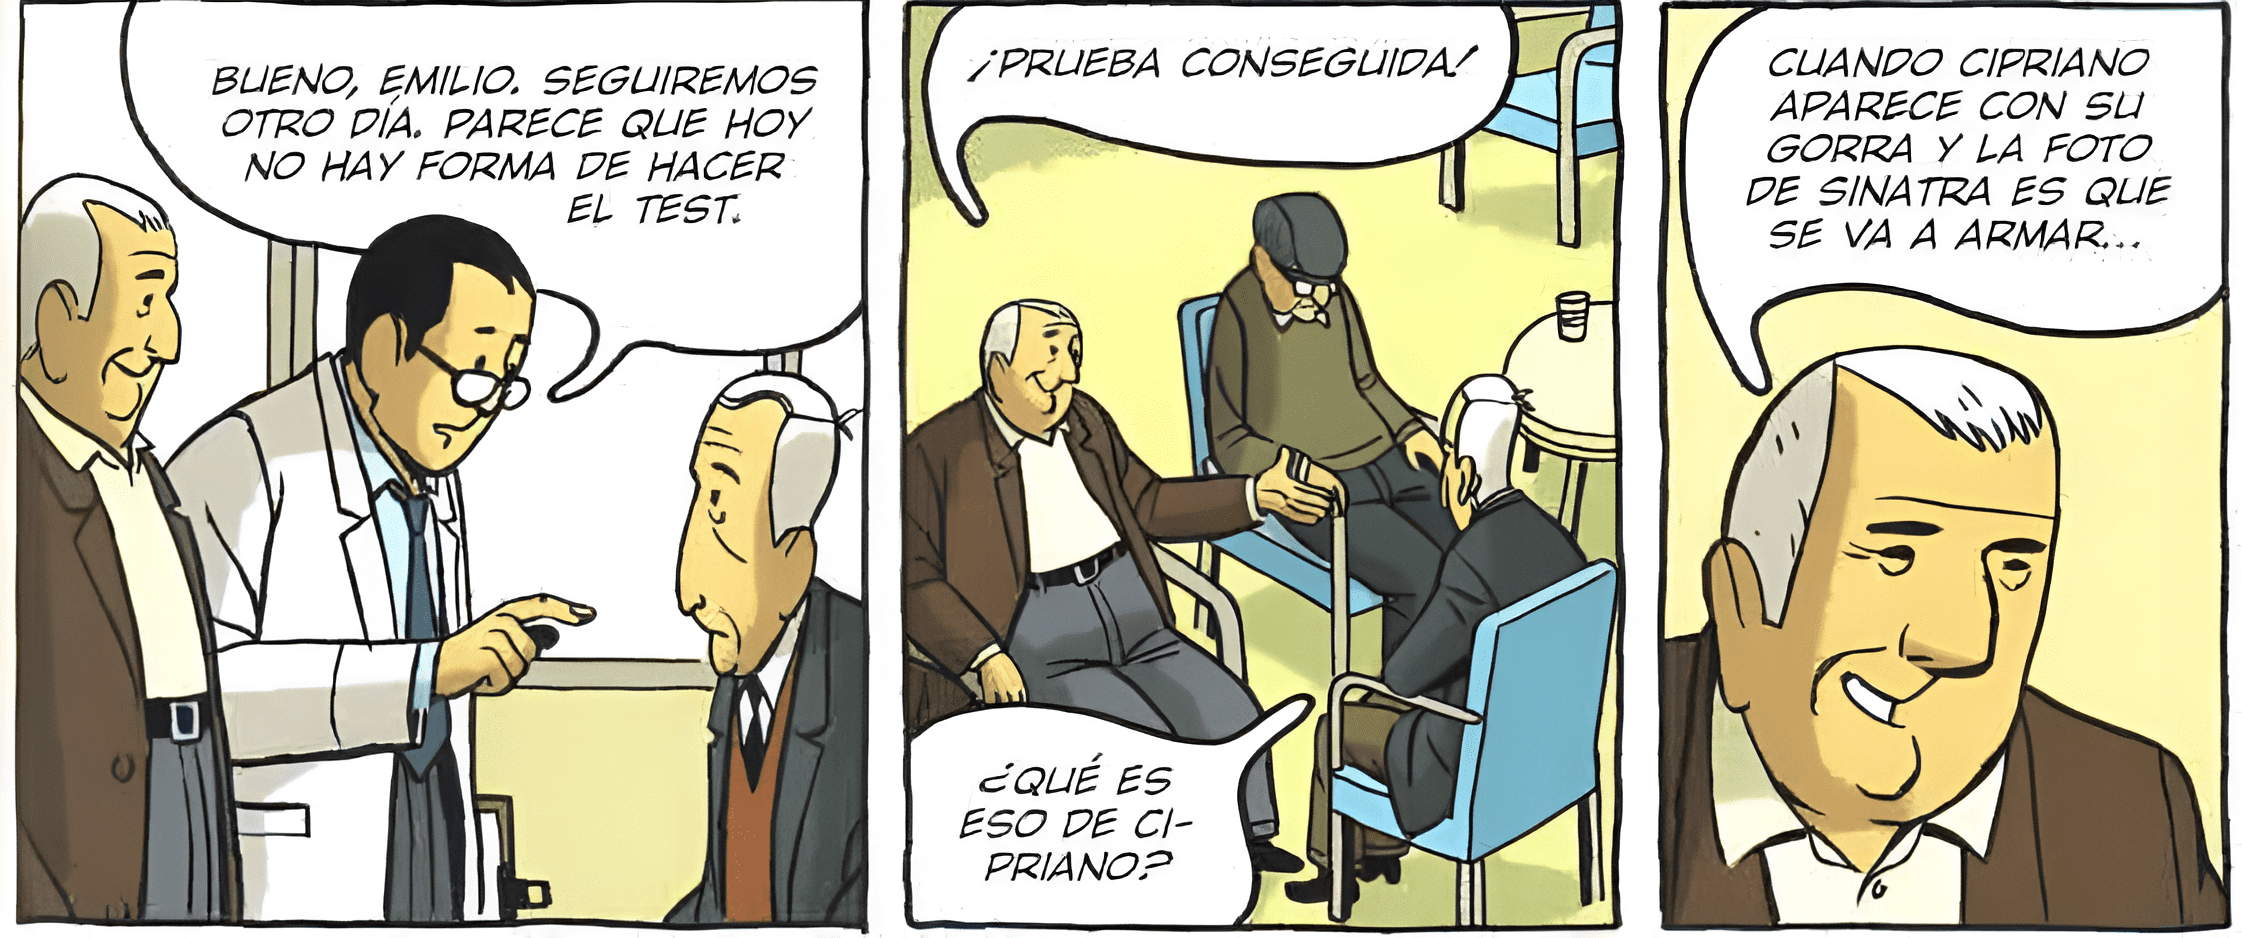 BUENO, EMILIO. SEGUIREMOS
OTRO DÍA. PARECE QUE HOY
NO HAY FORMA DE HACER
EL TEST.
¡PRUEBA CONSEGUIDA!
¿QUÉ ES
ESO DE CI-
PRIANO?
CUANDO CIPRIANO
APARECE CON SU
GORRA Y LA FOTO
DE SINATRA ES QUE
SE VA A ARMAR...